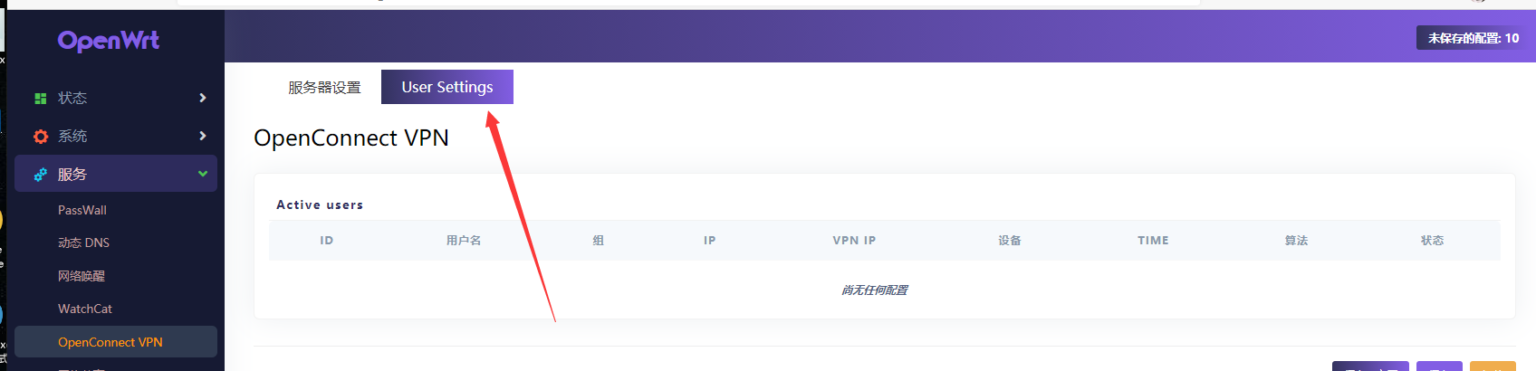 OpenWrt
未保存的配置: 10
状态
系统
服务
PassWall
动态 DNS
网络唤醒
WatchCat
OpenConnect VPN
服务器设置 User Settings
OpenConnect VPN
Active users
ID 用户名 组 IP VPN IP 设备 TIME 算法 状态
尚无任何配置